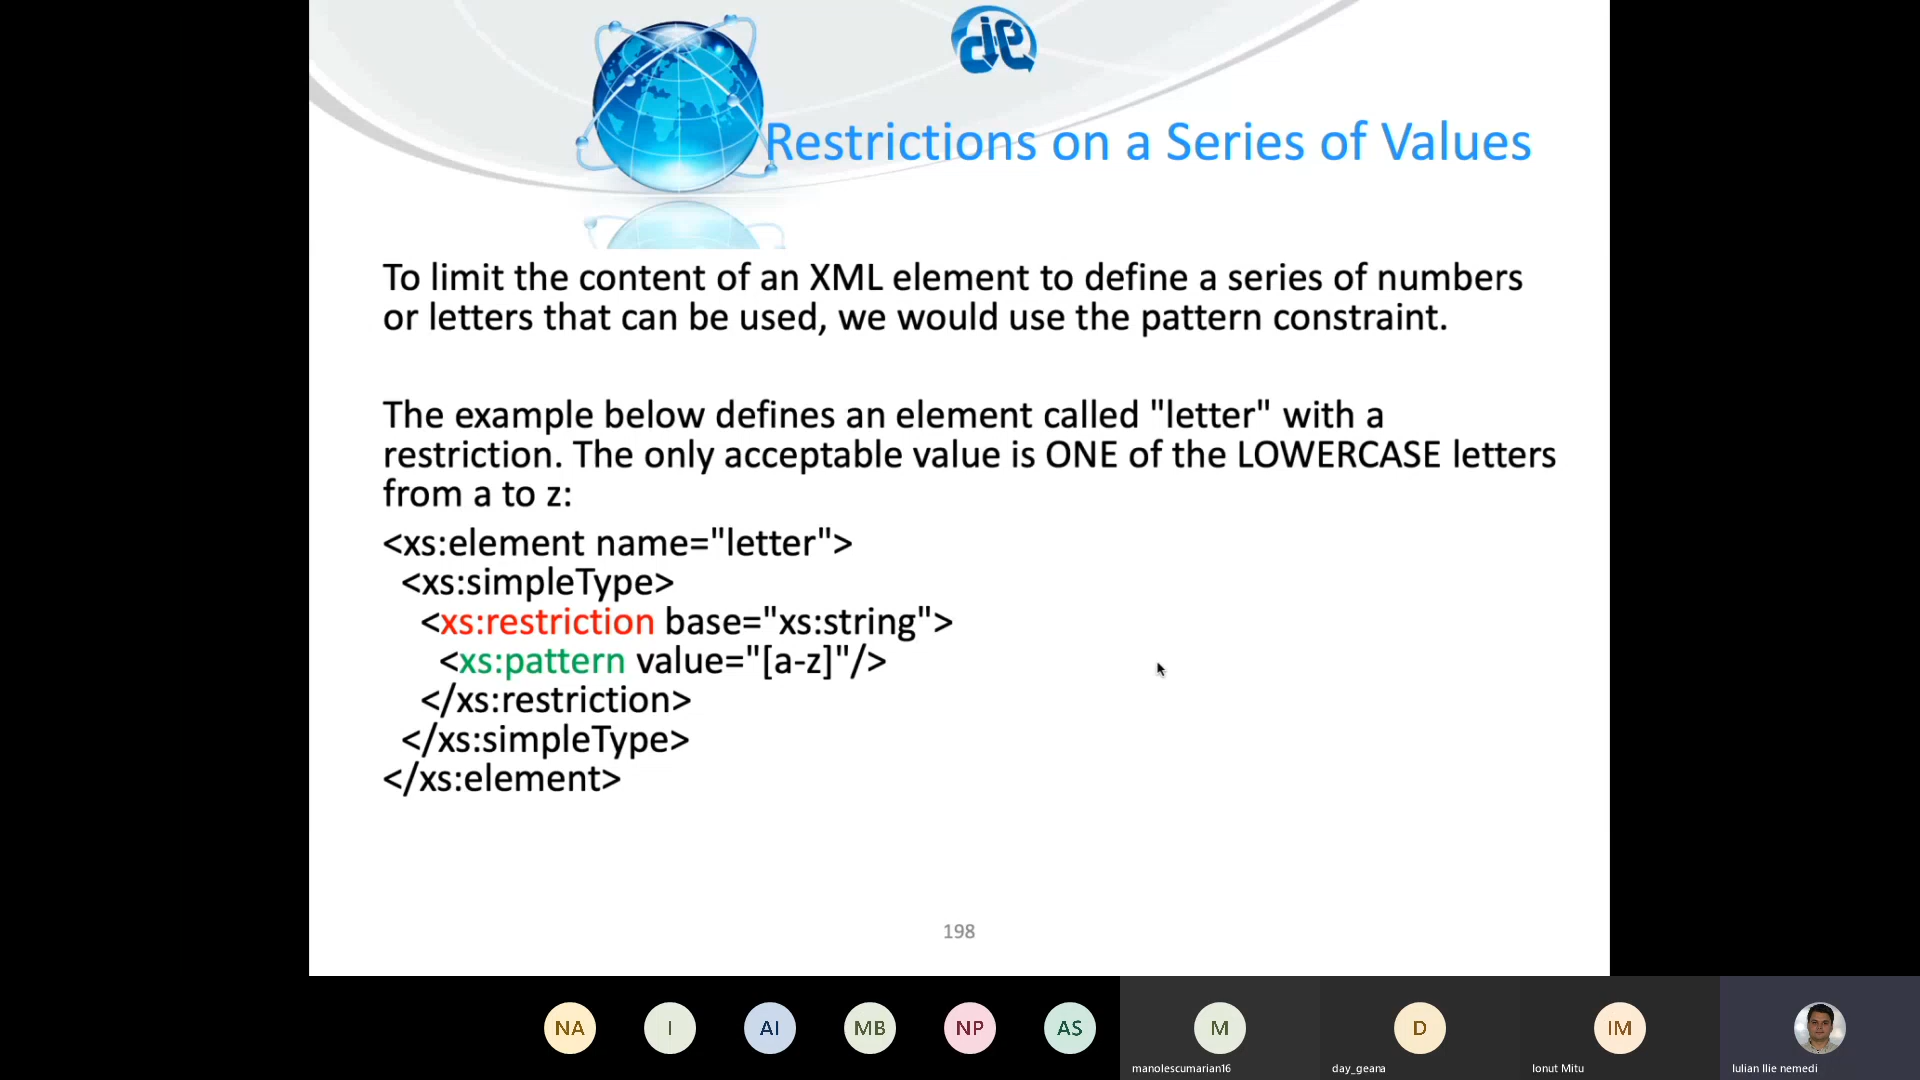 Restrictions on a Series of Values
To limit the content of an XML element to define a series of numbers
or letters that can be used, we would use the pattern constraint.
The example below defines an element called "letter" with a
restriction. The only acceptable value is ONE of the LOWERCASE letters
from a to z:
<xs:element name="letter">
<xs:simpleType>
<xs:restriction base="xs:string">
<xs:pattern value="[a-z]"/>
</xs:restriction>
</xs:simpleType>
</xs:element>
198
NA
I
AI
MB
NP
AS
M
D
IM
manolescumarian16
day_geana
Ionut Mitu
Iulian Ilie nemedi